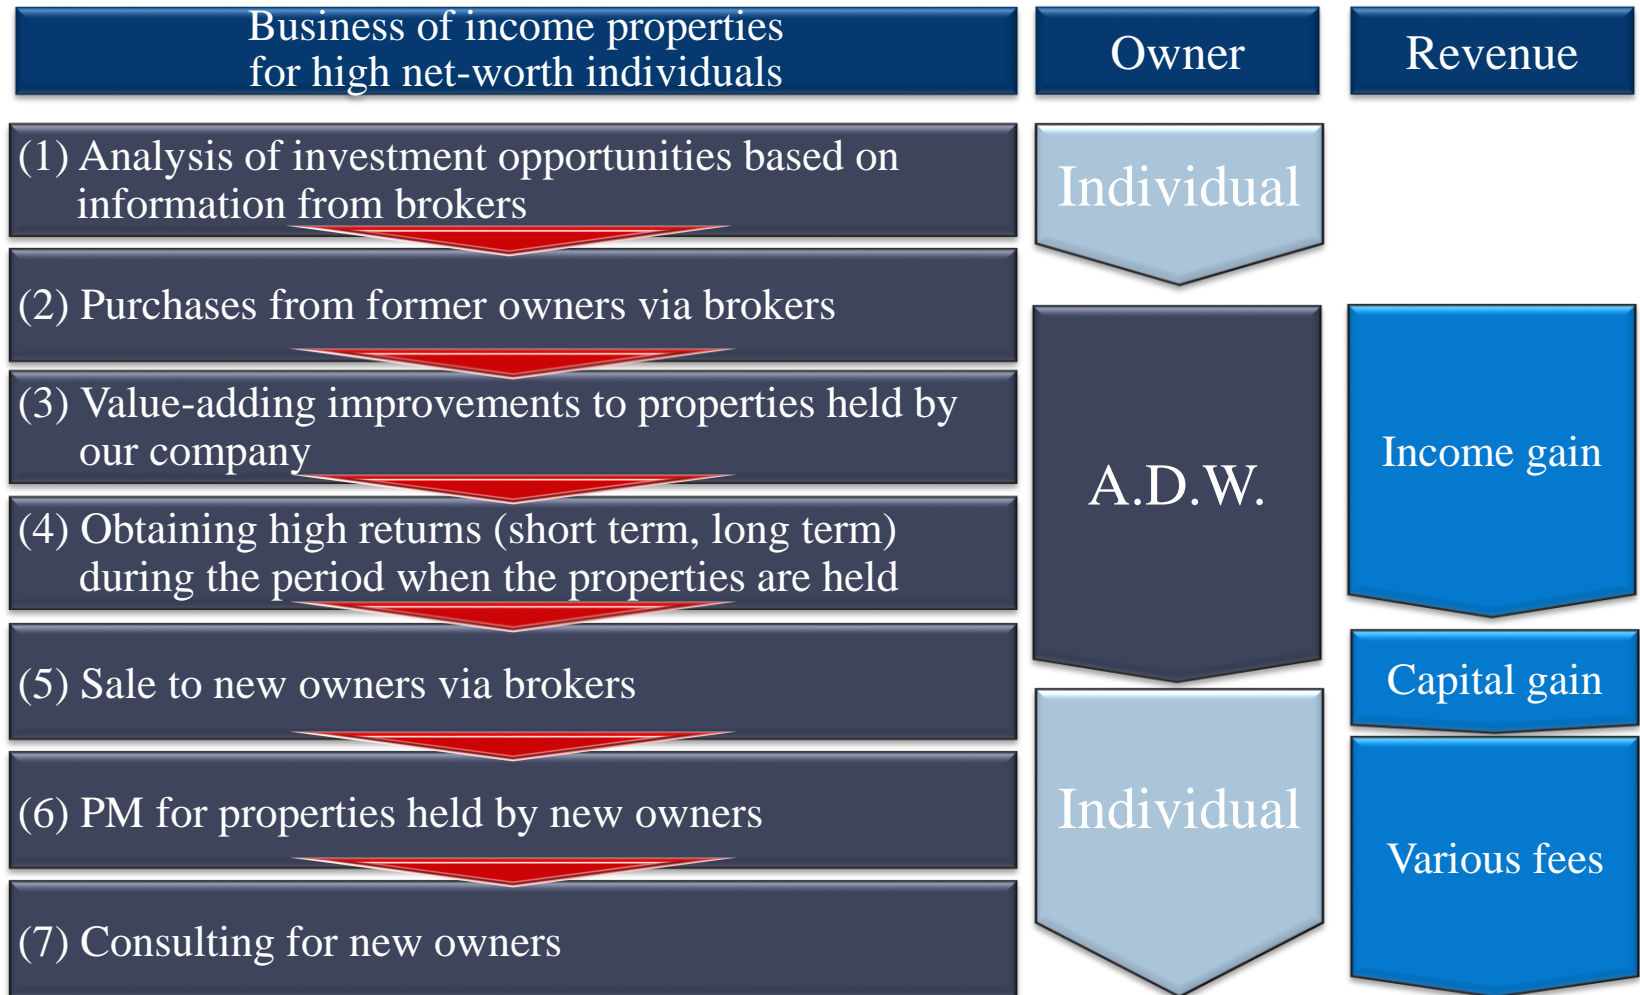 Business of income properties
for high net-worth individuals
Owner
Revenue
(1) Analysis of investment opportunities based on
information from brokers
Individual
(2) Purchases from former owners via brokers
(3) Value-adding improvements to properties held by
our company
A.D.W.
Income gain
(4) Obtaining high returns (short term, long term)
during the period when the properties are held
(5) Sale to new owners via brokers
Capital gain
(6) PM for properties held by new owners
Individual
Various fees
(7) Consulting for new owners